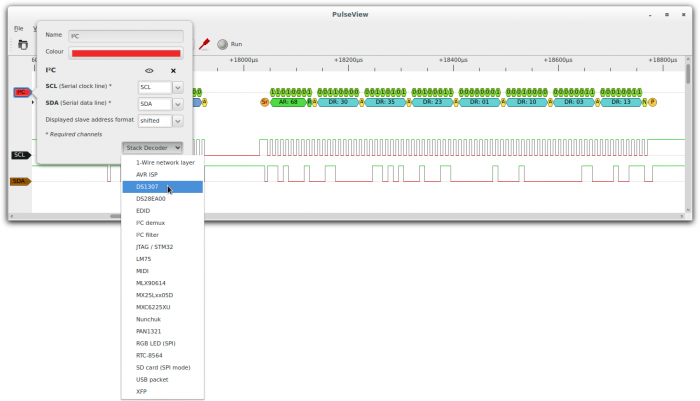 PulseView
File
V
Run
Name I²C
Colour
I²C
SCL (Serial clock line) * SCL
SDA (Serial data line) * SDA
Displayed slave address format shifted
* Required channels
Stack Decoder
+18000µs +18200µs +18400µs +18600µs +18800µs
I²C
A Sr AR: 68 R A DR: 30 A DR: 35 A DR: 23 A DR: 01 A DR: 10 A DR: 03 A DR: 13 N P
SCL
SDA
1-Wire network layer
AVR ISP
DS1307
DS28EA00
EDID
I²C demux
I²C filter
JTAG / STM32
LM75
MIDI
MLX90614
MX25Lxx05D
MXC6225XU
Nunchuk
PAN1321
RGB LED (SPI)
RTC-8564
SD card (SPI mode)
USB packet
XFP